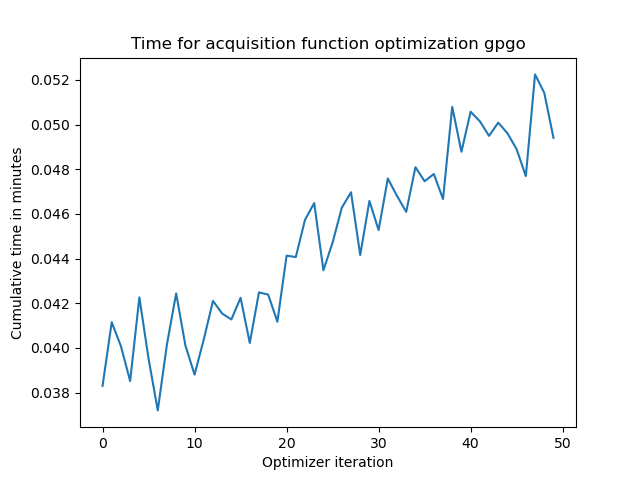 Time for acquisition function optimization gpgo
0.052
0.050
0.048
0.046
0.044
0.042
0.040
0.038
Cumulative time in minutes
0 10 20 30 40 50
Optimizer iteration